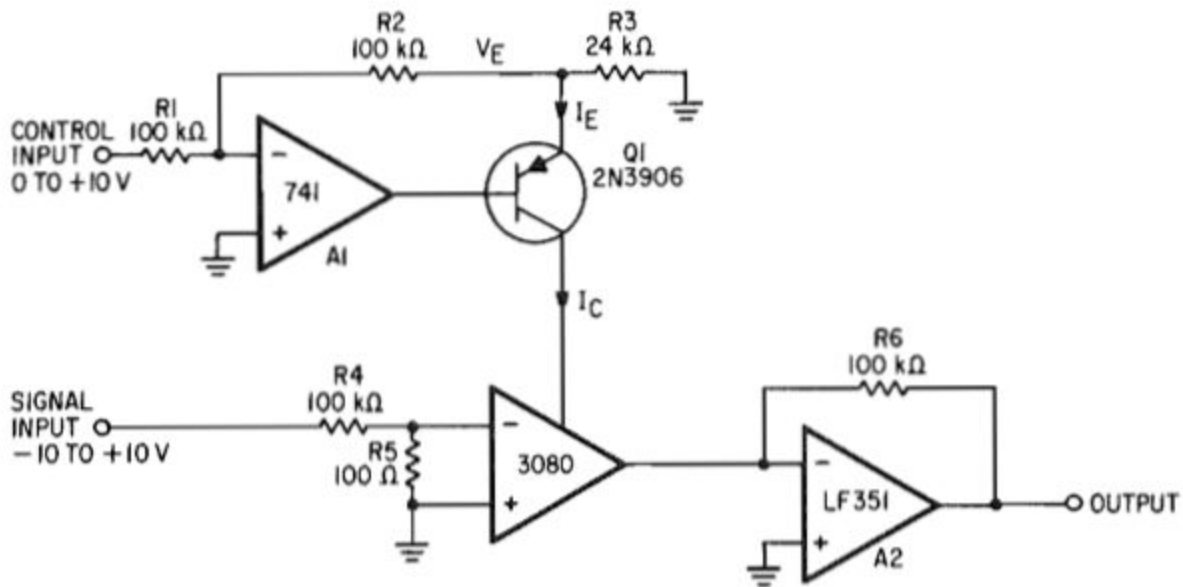 R2
100 kΩ
VE
R3
24 kΩ
R1
100 kΩ
IE
CONTROL
INPUT
0 TO +10 V
−
741
+
A1
Q1
2N3906
IC
R4
100 kΩ
SIGNAL
INPUT
−10 TO +10 V
R5
100 Ω
−
3080
+
R6
100 kΩ
−
LF351
+
A2
OUTPUT